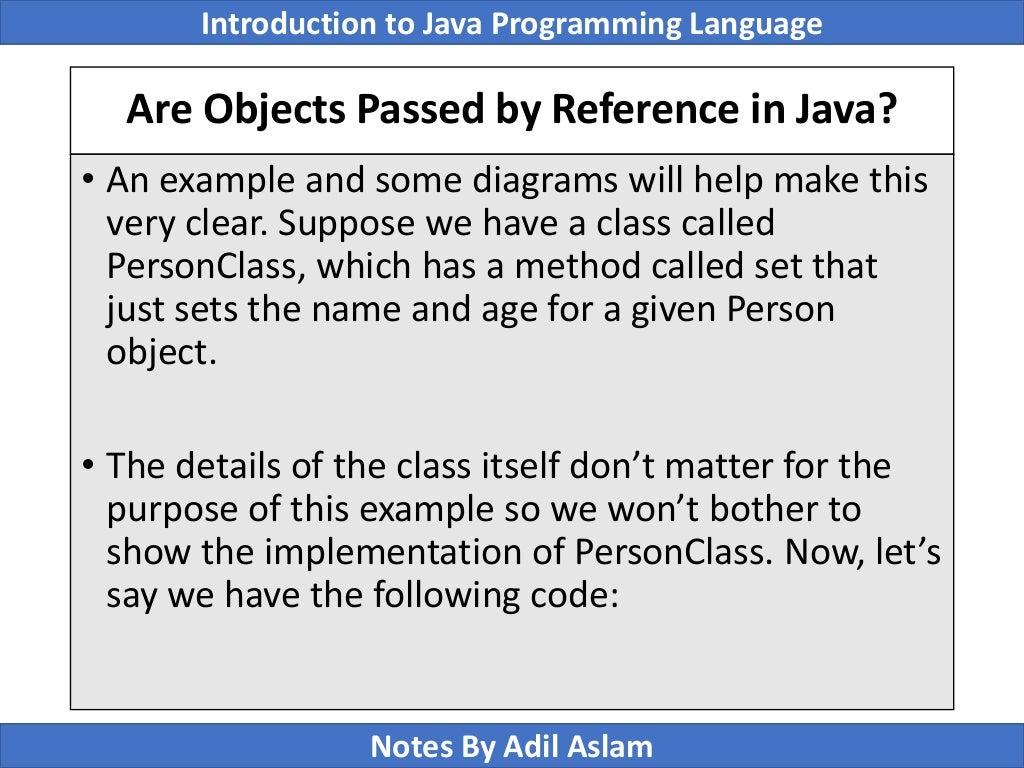 Introduction to Java Programming Language
Are Objects Passed by Reference in Java?
• An example and some diagrams will help make this
very clear. Suppose we have a class called
PersonClass, which has a method called set that
just sets the name and age for a given Person
object.
• The details of the class itself don’t matter for the
purpose of this example so we won’t bother to
show the implementation of PersonClass. Now, let’s
say we have the following code:
Notes By Adil Aslam